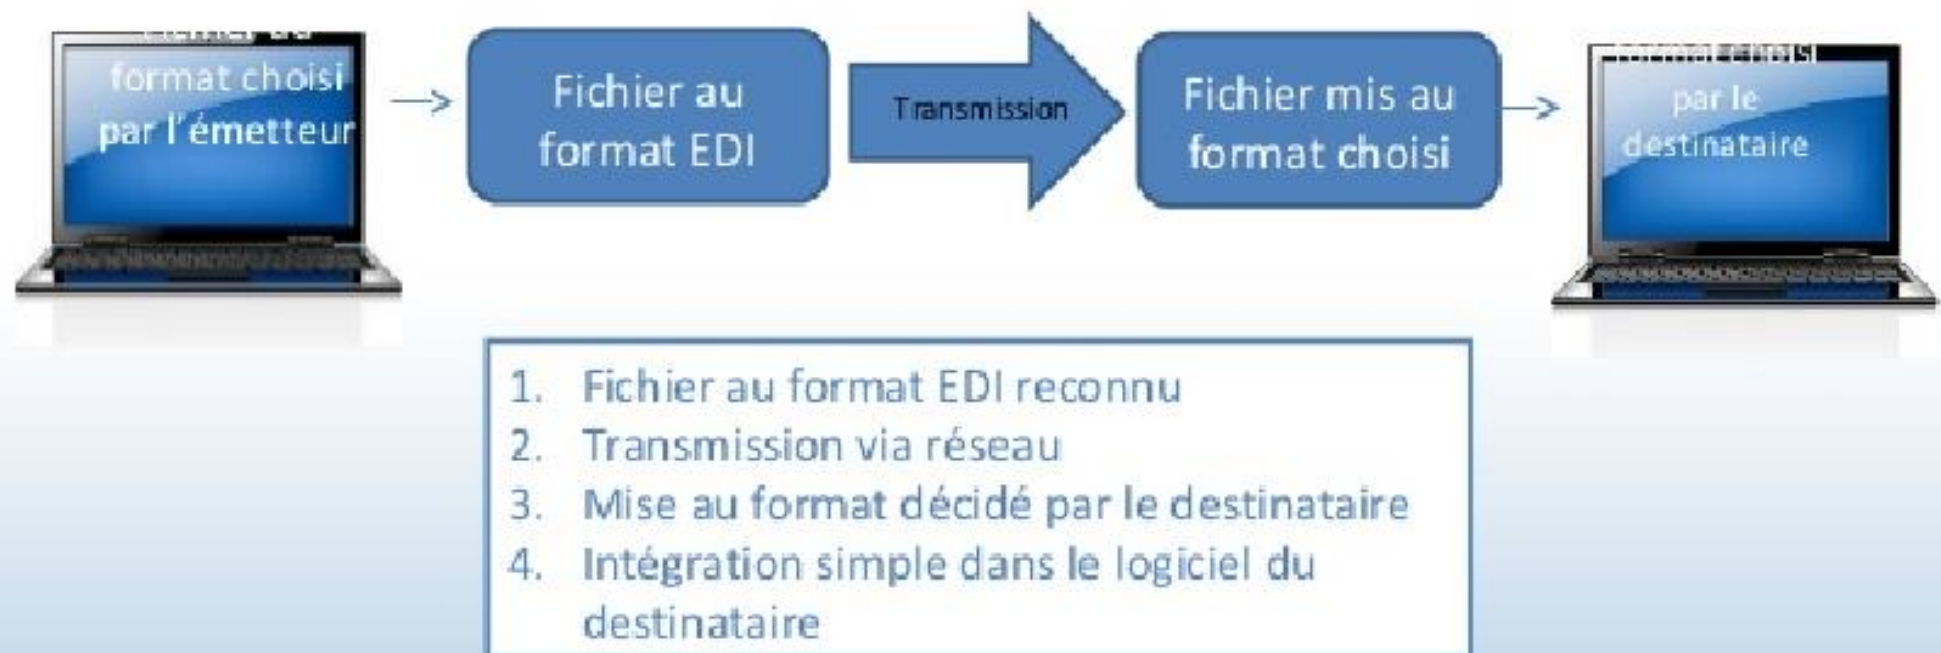 format choisi
par l'émetteur
Fichier au
format EDI
Transmission
Fichier mis au
format choisi
format choisi
par le
destinataire
1. Fichier au format EDI reconnu
2. Transmission via réseau
3. Mise au format décidé par le destinataire
4. Intégration simple dans le logiciel du
destinataire